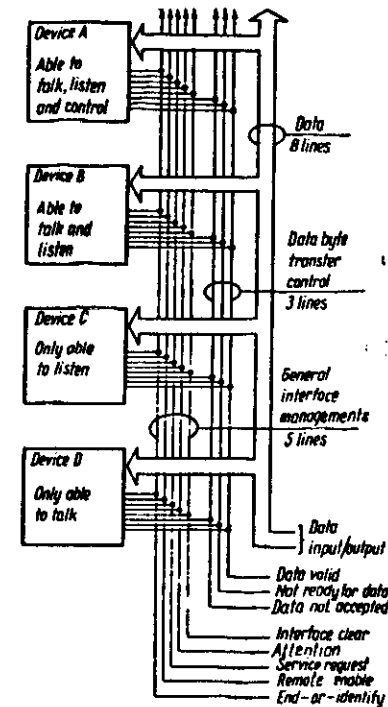 Device A
Able to
talk, listen
and control
Data
8 lines
Device B
Able to
talk and
listen
Data byte
transfer
control
3 lines
Device C
Only able
to listen
General
interface
managements
5 lines
Device D
Only able
to talk
Data
input/output
Data valid
Not ready for data
Data not accepted
Interface clear
Attention
Service request
Remote enable
End-or-identify